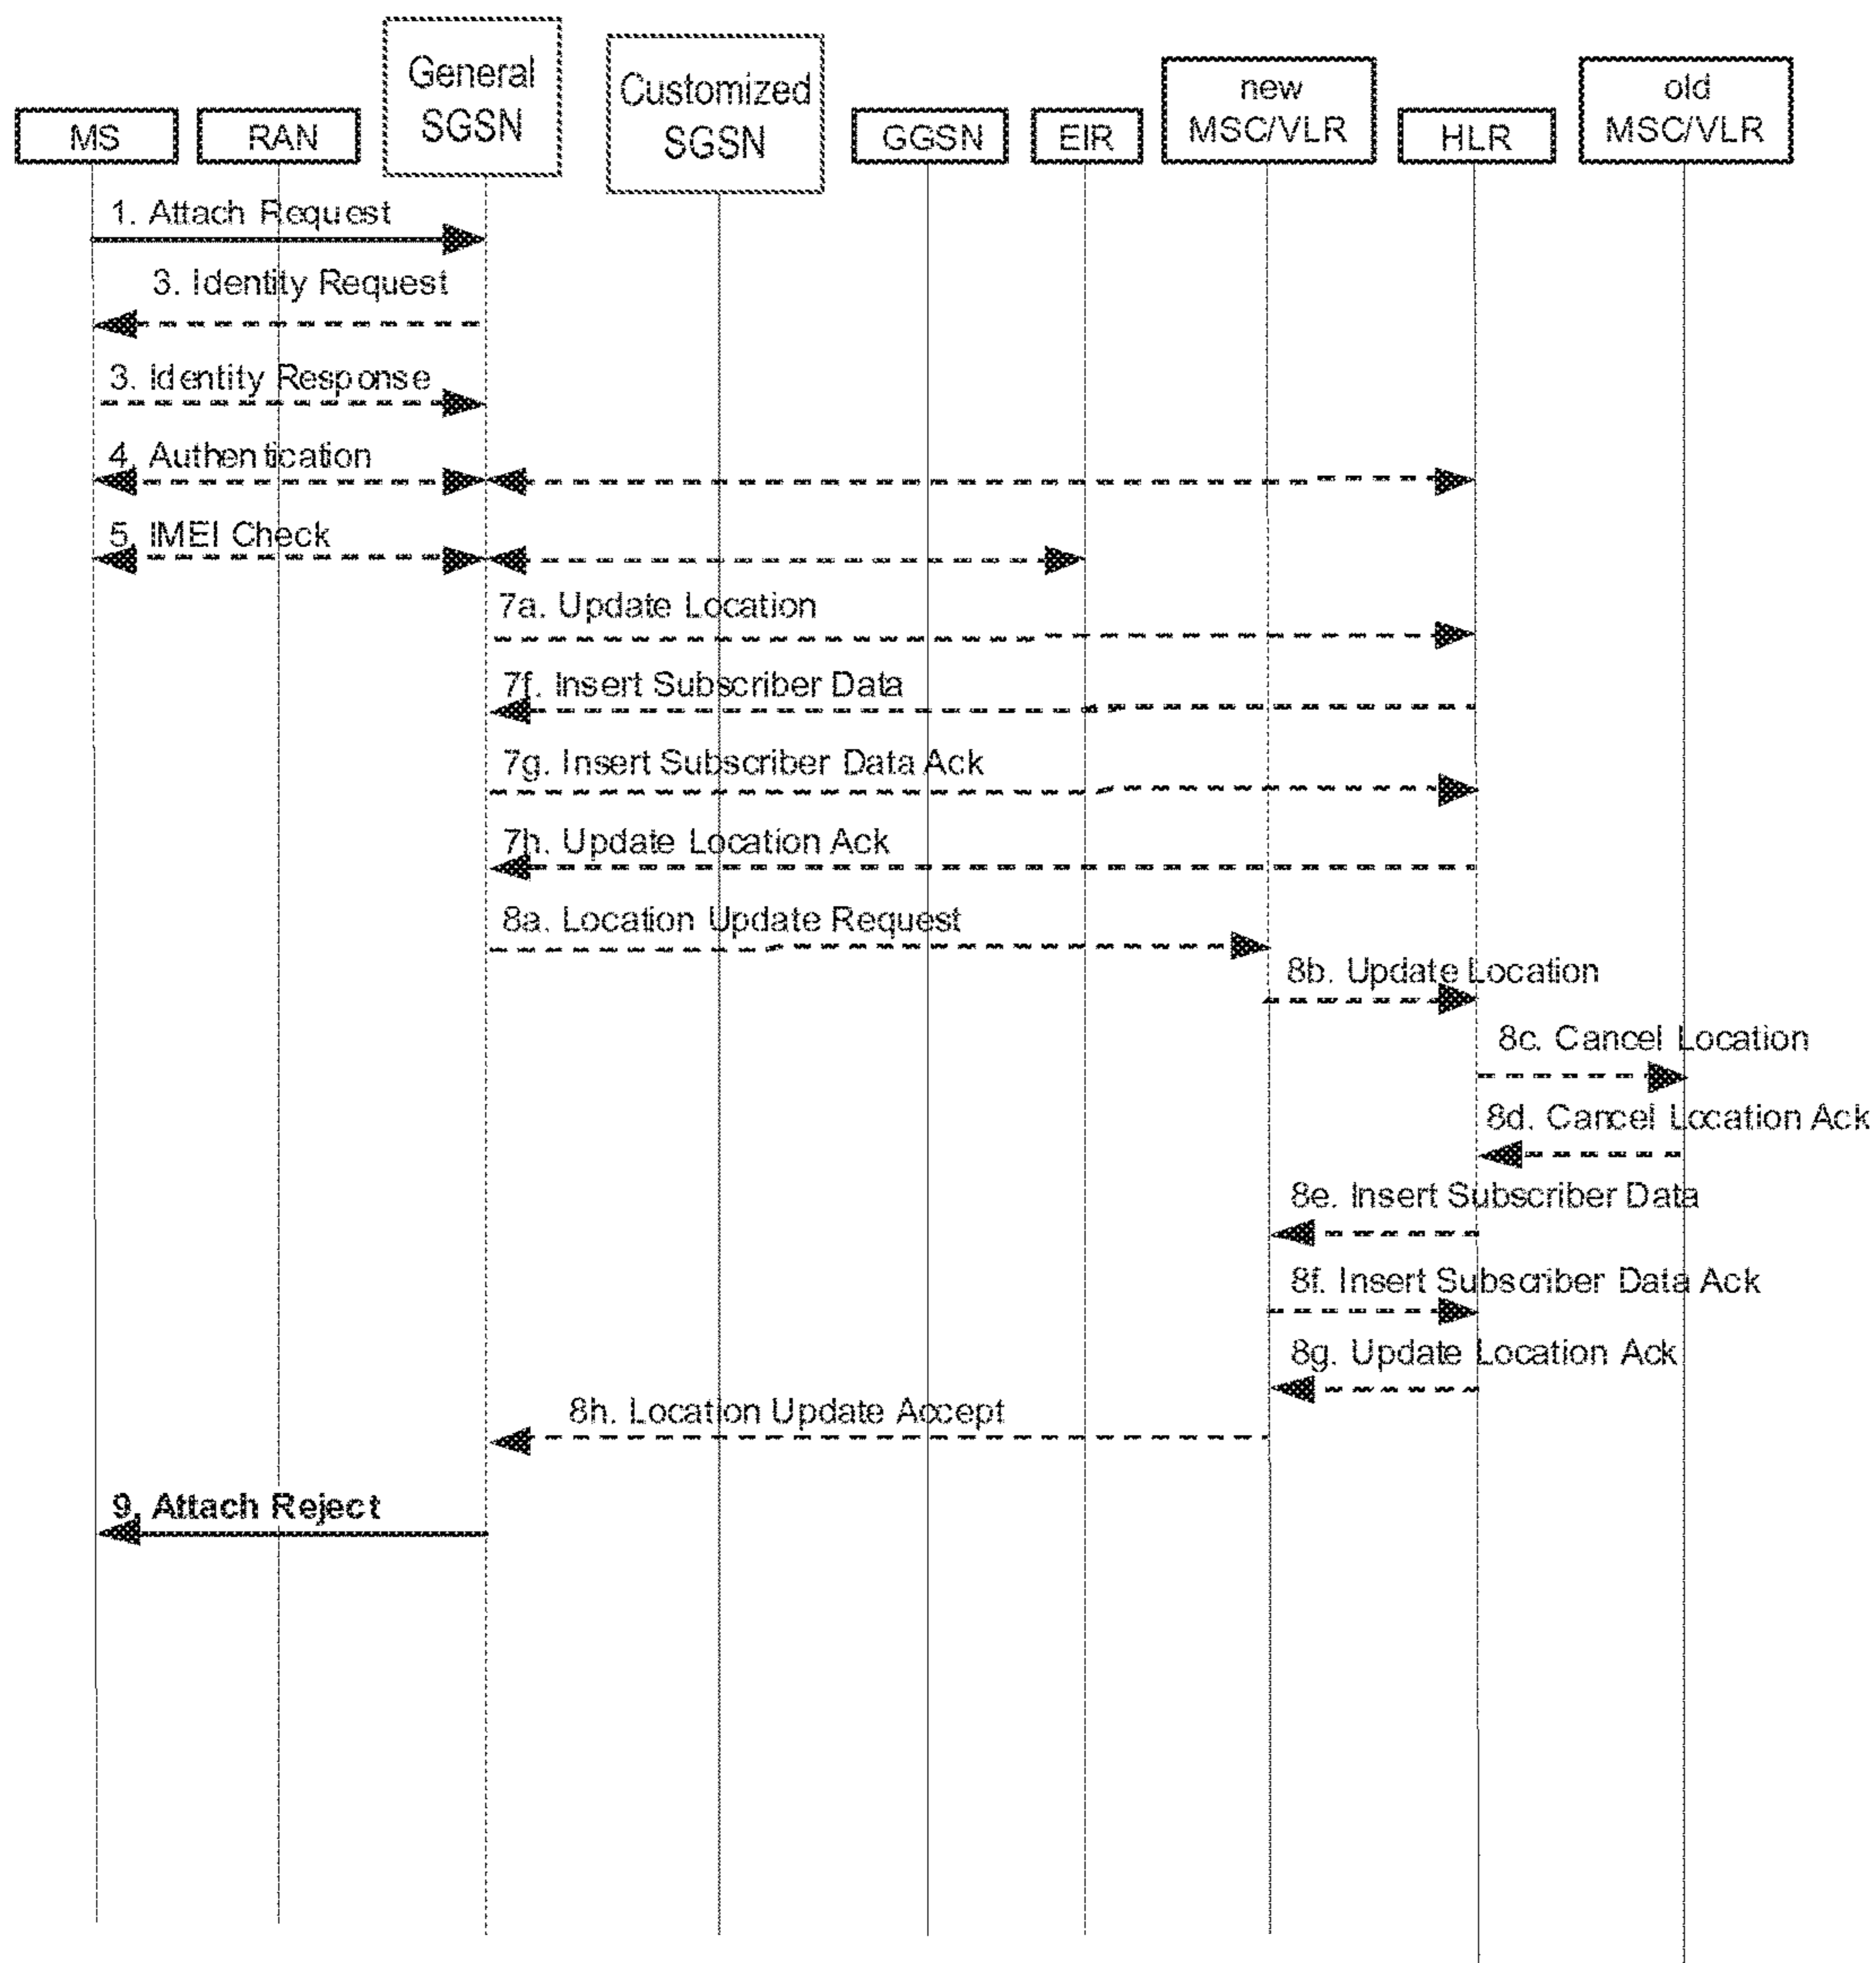 MS
RAN
General
SGSN
Customized
SGSN
GGSN
EIR
new
MSC/VLR
HLR
old
MSC/VLR
1. Attach Request
3. Identity Request
3. Identity Response
4. Authentication
5. IMEI Check
7a. Update Location
7f. Insert Subscriber Data
7g. Insert Subscriber Data Ack
7h. Update Location Ack
8a. Location Update Request
8b. Update Location
8c. Cancel Location
8d. Cancel Location Ack
8e. Insert Subscriber Data
8f. Insert Subscriber Data Ack
8g. Update Location Ack
8h. Location Update Accept
9. Attach Reject